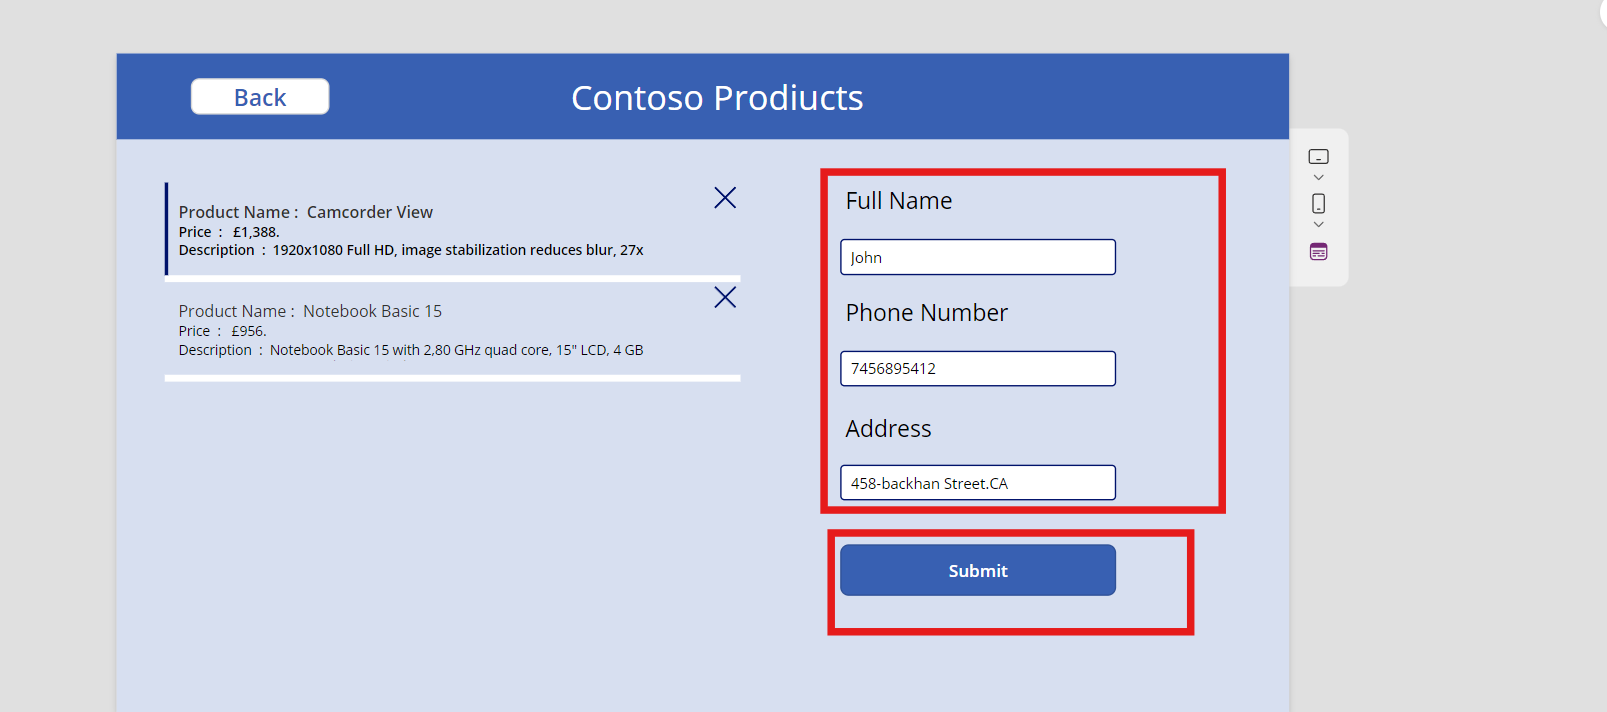 Back
Contoso Prodiucts
Product Name :  Camcorder View
Price  :  £1,388.
Description  :  1920x1080 Full HD, image stabilization reduces blur, 27x
Product Name :  Notebook Basic 15
Price  :  £956.
Description  :  Notebook Basic 15 with 2,80 GHz quad core, 15" LCD, 4 GB
Full Name
John
Phone Number
7456895412
Address
458-backhan Street.CA
Submit